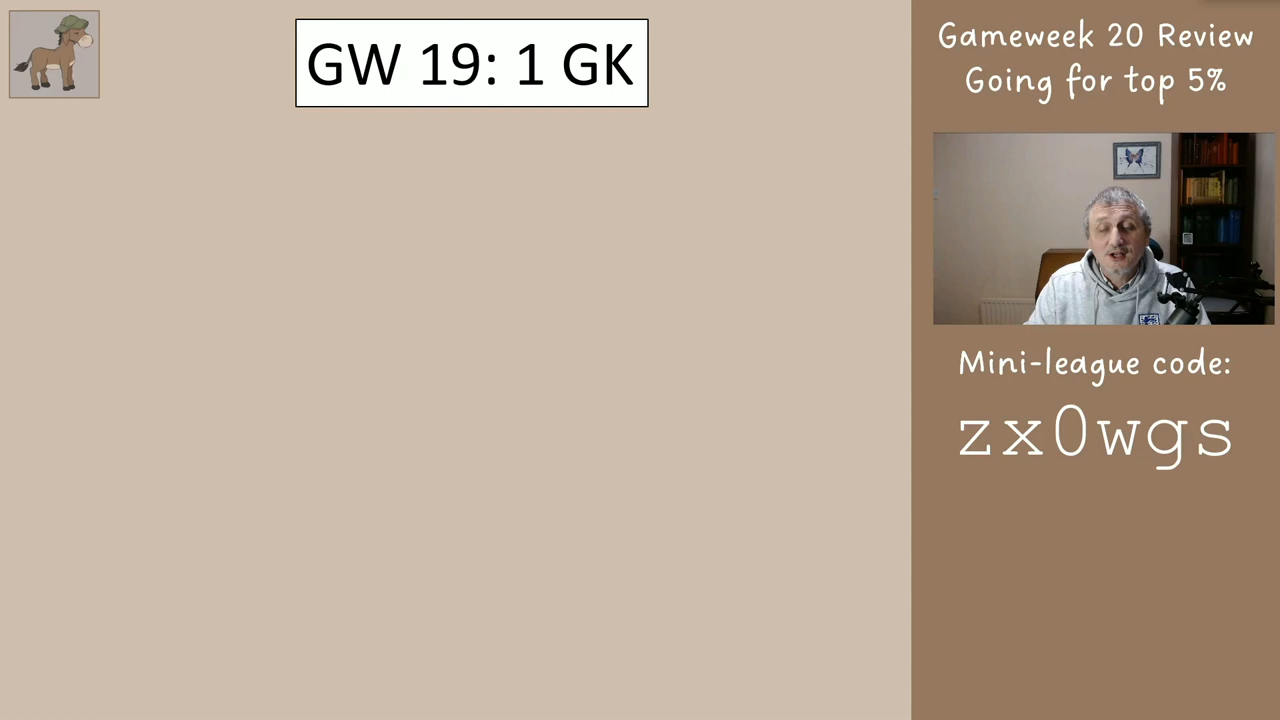 GW 19: 1 GK
Gameweek 20 Review
Going for top 5%
Mini-league code:
zx0wgs